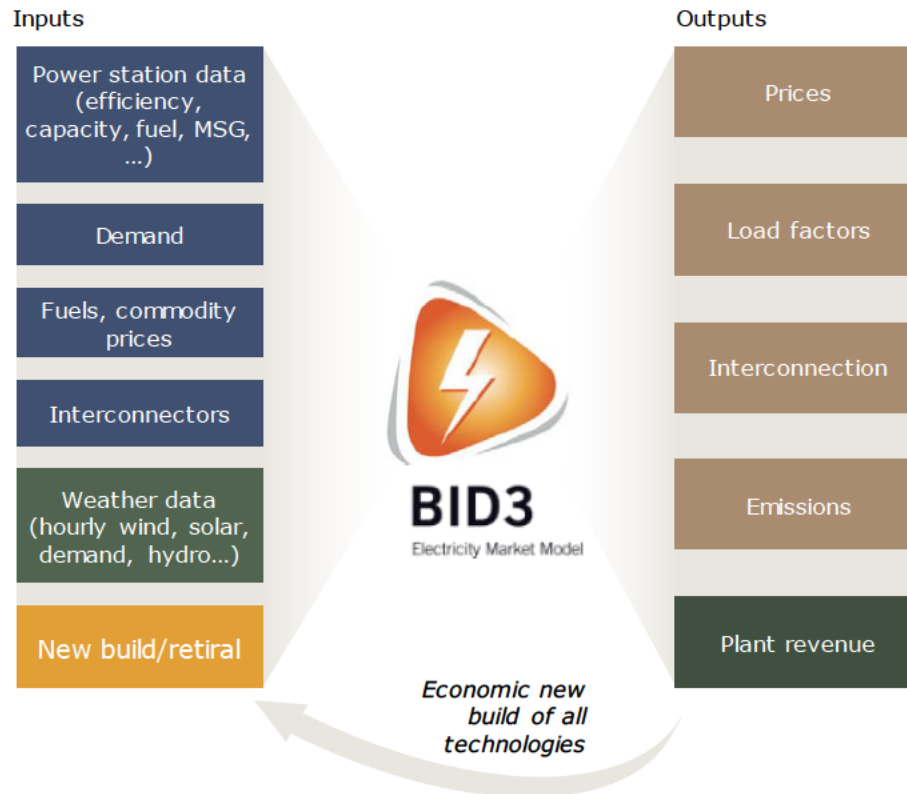 Inputs
Power station data
(efficiency,
capacity, fuel, MSG,
...)
Demand
Fuels, commodity
prices
Interconnectors
Weather data
(hourly wind, solar,
demand, hydro...)
New build/retiral
BID3
Electricity Market Model
Economic new
build of all
technologies
Outputs
Prices
Load factors
Interconnection
Emissions
Plant revenue